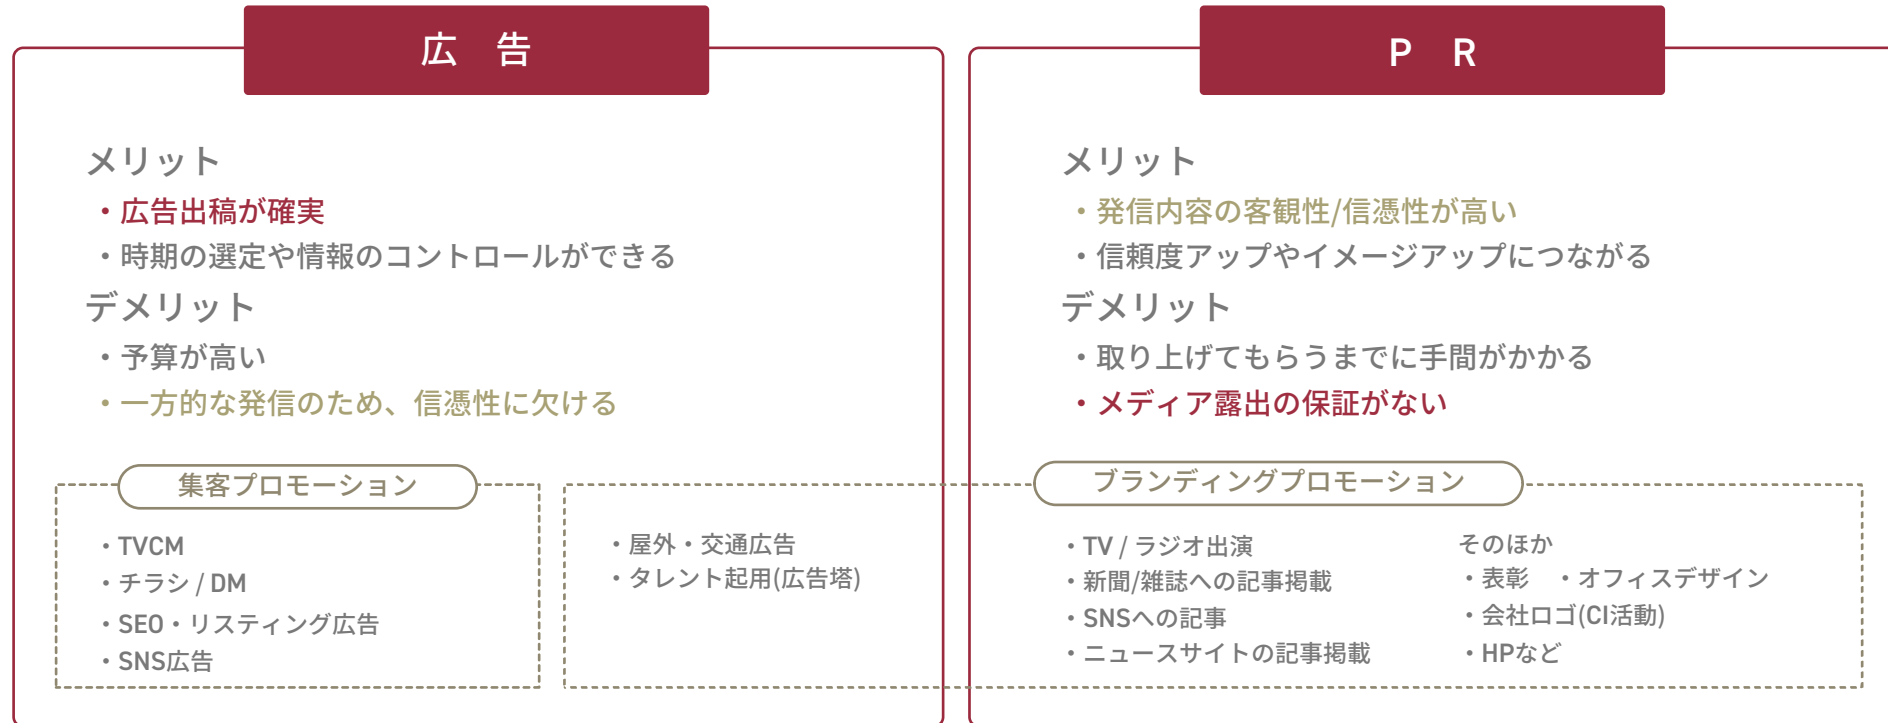 広 告
メリット
・広告出稿が確実
・時期の選定や情報のコントロールができる
デメリット
・予算が高い
・一方的な発信のため、信憑性に欠ける
集客プロモーション
・TVCM
・チラシ / DM
・SEO・リスティング広告
・SNS広告
・屋外・交通広告
・タレント起用(広告塔)
P R
メリット
・発信内容の客観性/信憑性が高い
・信頼度アップやイメージアップにつながる
デメリット
・取り上げてもらうまでに手間がかかる
・メディア露出の保証がない
ブランディングプロモーション
・TV / ラジオ出演
・新聞/雑誌への記事掲載
・SNSへの記事
・ニュースサイトの記事掲載
そのほか
・表彰 ・オフィスデザイン
・会社ロゴ(CI活動)
・HPなど